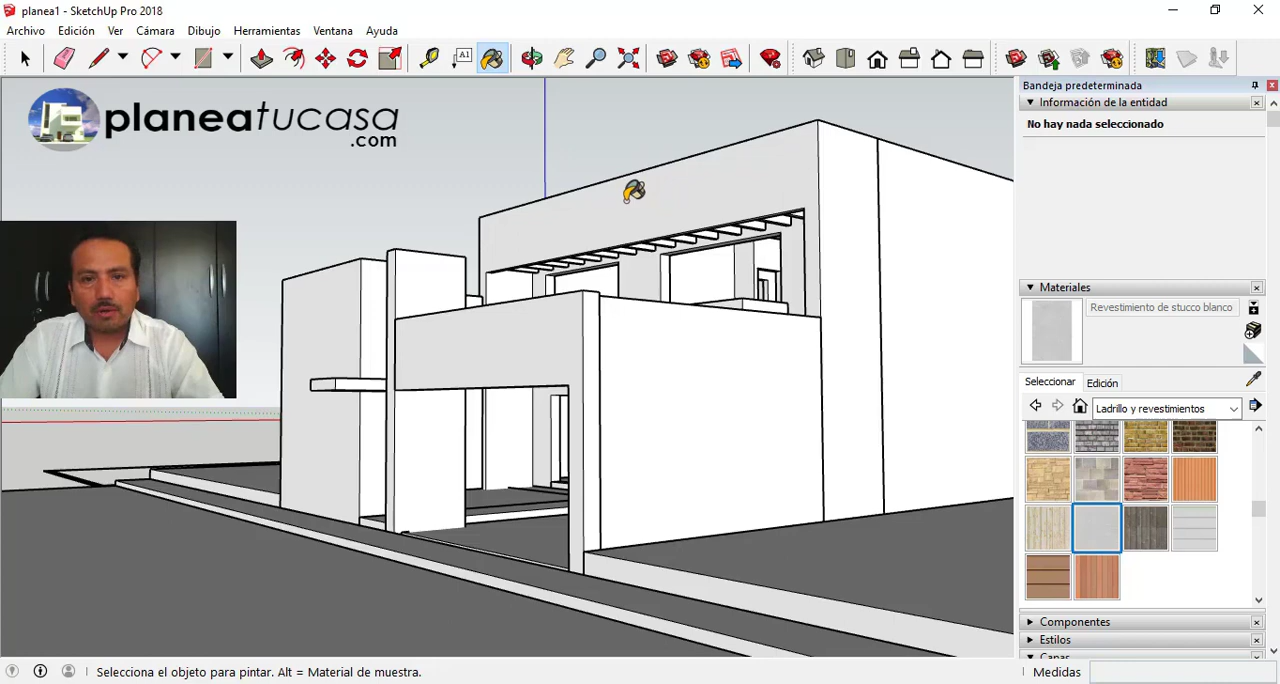 planea1 - SketchUp Pro 2018
Archivo Edición Ver Cámara Dibujo Herramientas Ventana Ayuda
A1
planeatucasa
.com
Bandeja predeterminada
Información de la entidad
No hay nada seleccionado
Materiales
Revestimiento de stucco blanco
Seleccionar Edición
Ladrillo y revestimientos
Componentes
Estilos
Capas
Selecciona el objeto para pintar. Alt = Material de muestra.
Medidas